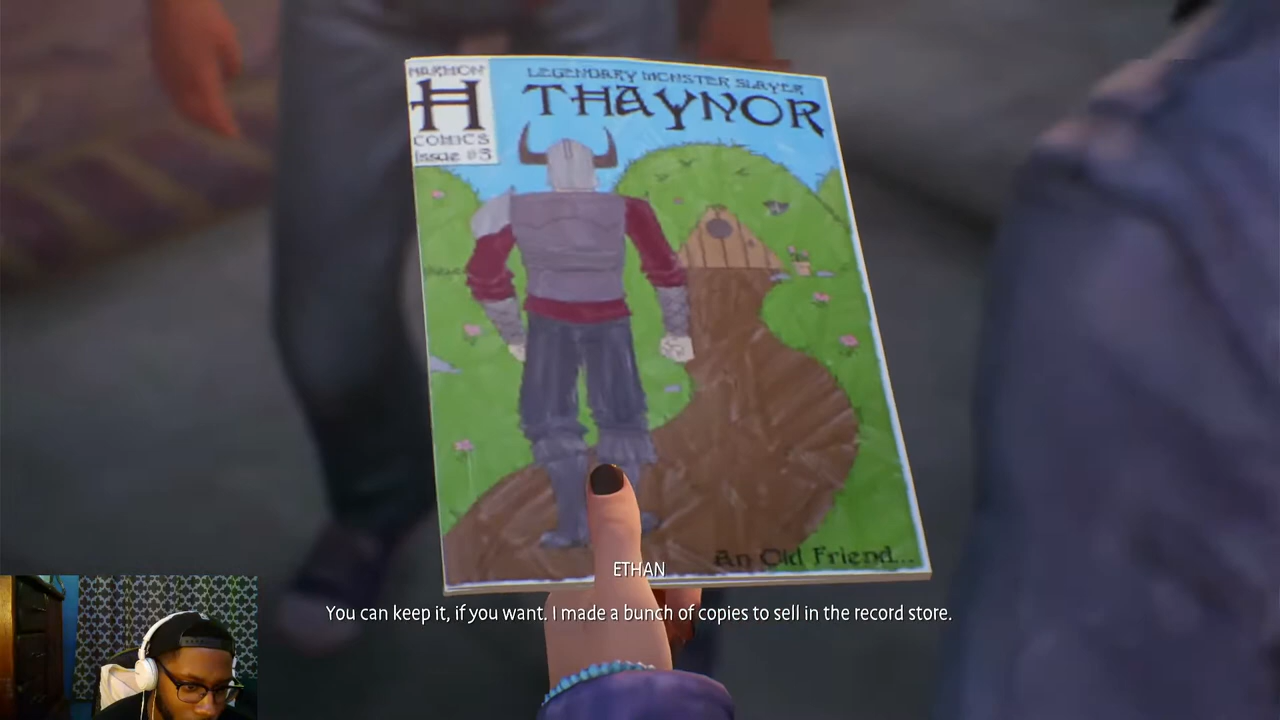 HARMON
H
COMICS
Issue #3
LEGENDARY MONSTER SLAYER
THAYNOR
An Old Friend...
ETHAN
You can keep it, if you want. I made a bunch of copies to sell in the record store.